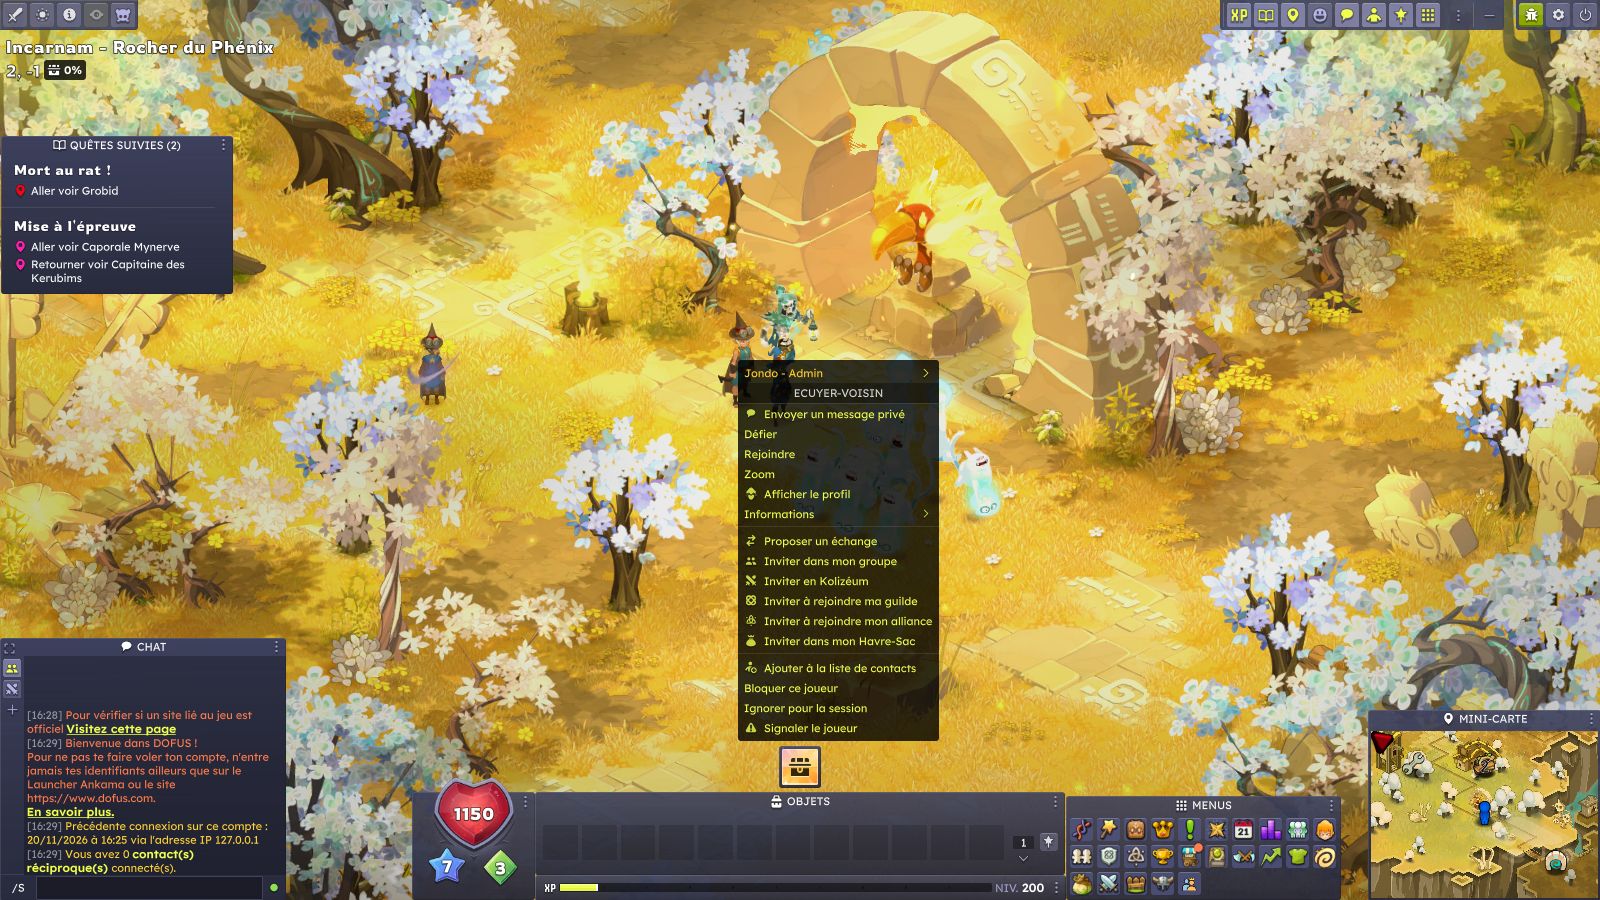 Incarnam - Rocher du Phénix
2, -1
0%
XP
QUÊTES SUIVIES (2)
Mort au rat !
Aller voir Grobid
Mise à l'épreuve
Aller voir Caporale Mynerve
Retourner voir Capitaine des
Kerubims
Jondo - Admin
ECUYER-VOISIN
Envoyer un message privé
Défier
Rejoindre
Zoom
Afficher le profil
Informations
Proposer un échange
Inviter dans mon groupe
Inviter en Kolizéum
Inviter à rejoindre ma guilde
Inviter à rejoindre mon alliance
Inviter dans mon Havre-Sac
Ajouter à la liste de contacts
Bloquer ce joueur
Ignorer pour la session
Signaler le joueur
CHAT
[16:28] Pour vérifier si un site lié au jeu est
officiel Visitez cette page
[16:29] Bienvenue dans DOFUS !
Pour ne pas te faire voler ton compte, n'entre
jamais tes identifiants ailleurs que sur le
Launcher Ankama ou le site
https://www.dofus.com.
En savoir plus.
[16:29] Précédente connexion sur ce compte :
20/11/2026 à 16:25 via l'adresse IP 127.0.0.1
[16:29] Vous avez 0 contact(s)
réciproque(s) connecté(s).
/S
1150
7
3
OBJETS
1
XP
NIV. 200
MENUS
21
MINI-CARTE